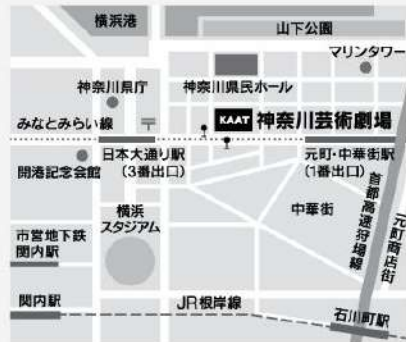 横浜港
山下公園
マリンタワー
神奈川県庁
神奈川県民ホール
みなとみらい線
〒
KAAT 神奈川芸術劇場
開港記念会館
日本大通り駅
(3番出口)
元町・中華街駅
(1番出口)
首都高速狩場線
元町商店街
中華街
横浜
スタジアム
市営地下鉄
関内駅
関内駅
JR根岸線
石川町駅